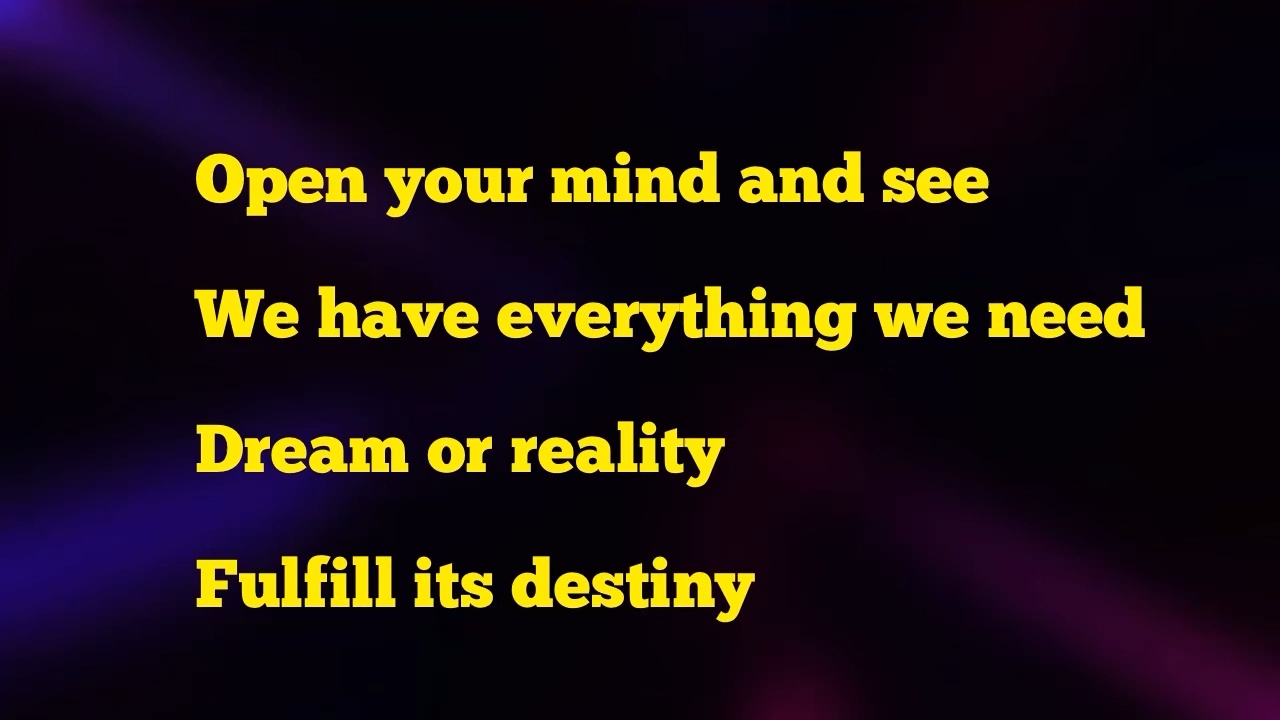 Open your mind and see
We have everything we need
Dream or reality
Fulfill its destiny